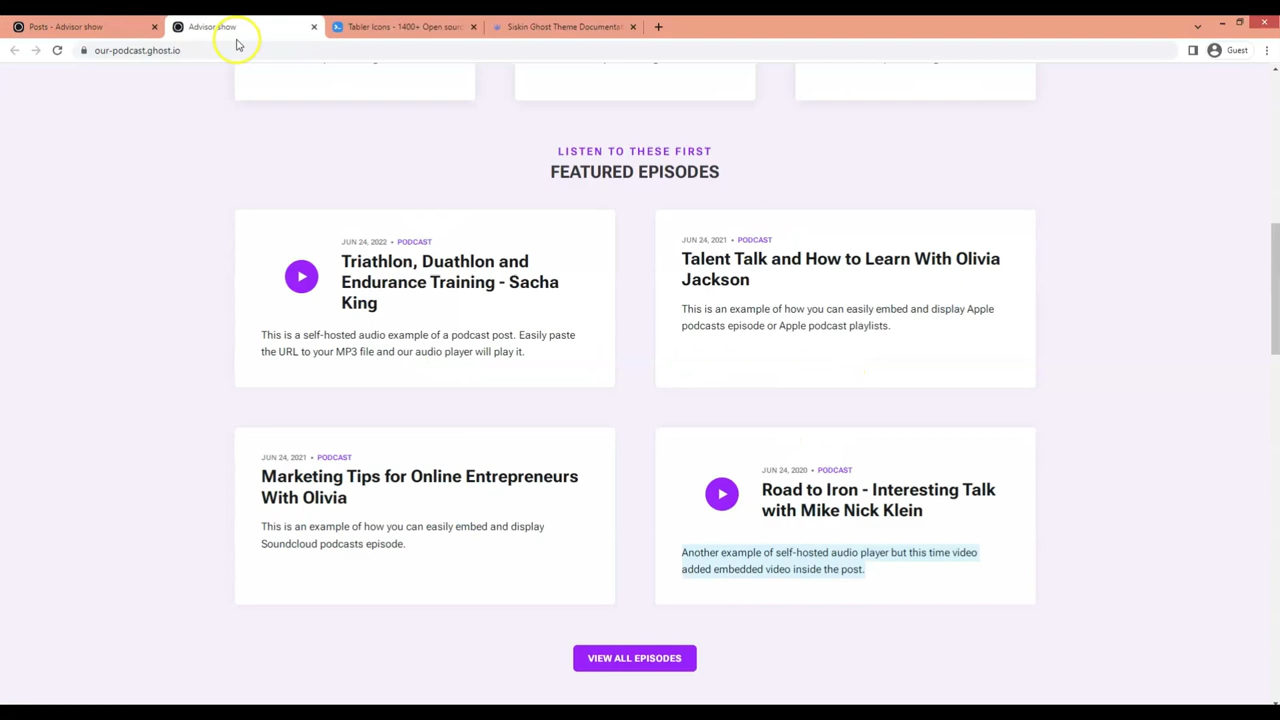 Posts - Advisor show
Advisor show
Tabler Icons - 1400+ Open sour
Siskin Ghost Theme Documentat
our-podcast.ghost.io
Guest
LISTEN TO THESE FIRST
FEATURED EPISODES
JUN 24, 2022 • PODCAST
Triathlon, Duathlon and
Endurance Training - Sacha
King
This is a self-hosted audio example of a podcast post. Easily paste
the URL to your MP3 file and our audio player will play it.
JUN 24, 2021 • PODCAST
Talent Talk and How to Learn With Olivia
Jackson
This is an example of how you can easily embed and display Apple
podcasts episode or Apple podcast playlists.
JUN 24, 2021 • PODCAST
Marketing Tips for Online Entrepreneurs
With Olivia
This is an example of how you can easily embed and display
Soundcloud podcasts episode.
JUN 24, 2020 • PODCAST
Road to Iron - Interesting Talk
with Mike Nick Klein
Another example of self-hosted audio player but this time video
added embedded video inside the post.
VIEW ALL EPISODES